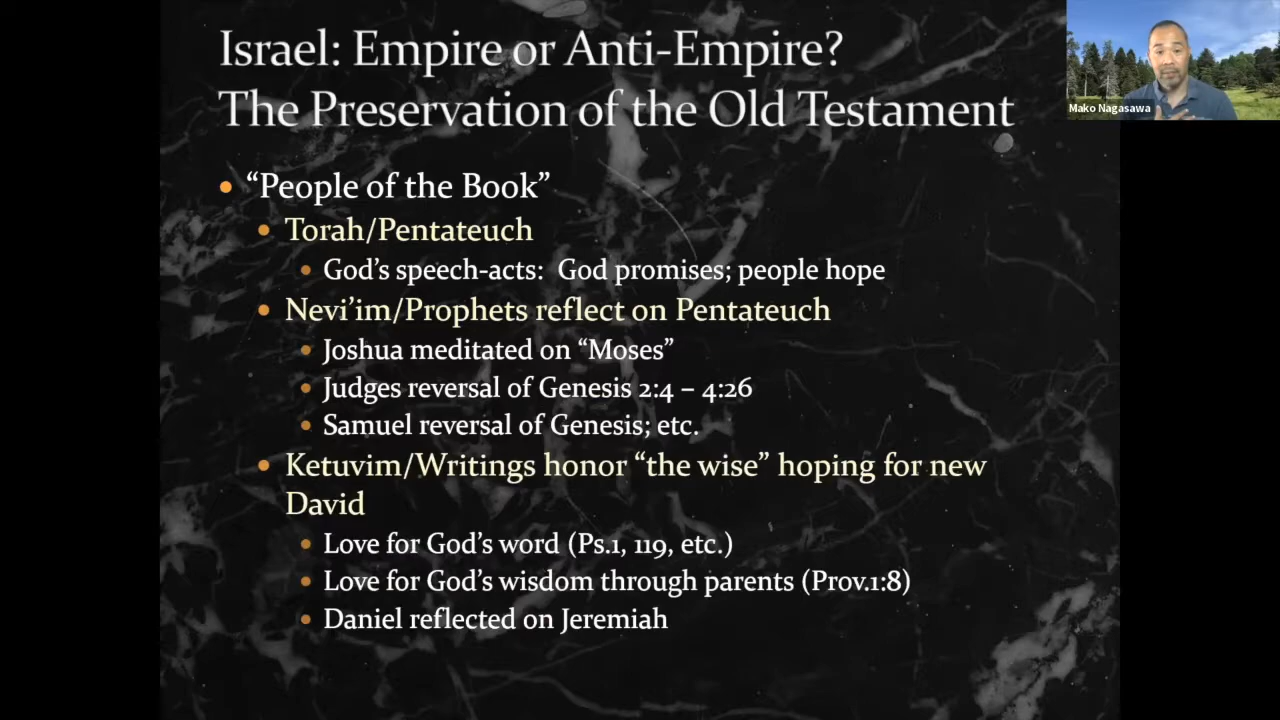 Israel: Empire or Anti-Empire?
The Preservation of the Old Testament
Mako Nagasawa
“People of the Book”
Torah/Pentateuch
God’s speech-acts:  God promises; people hope
Nevi’im/Prophets reflect on Pentateuch
Joshua meditated on “Moses”
Judges reversal of Genesis 2:4 – 4:26
Samuel reversal of Genesis; etc.
Ketuvim/Writings honor “the wise” hoping for new
David
Love for God’s word (Ps.1, 119, etc.)
Love for God’s wisdom through parents (Prov.1:8)
Daniel reflected on Jeremiah